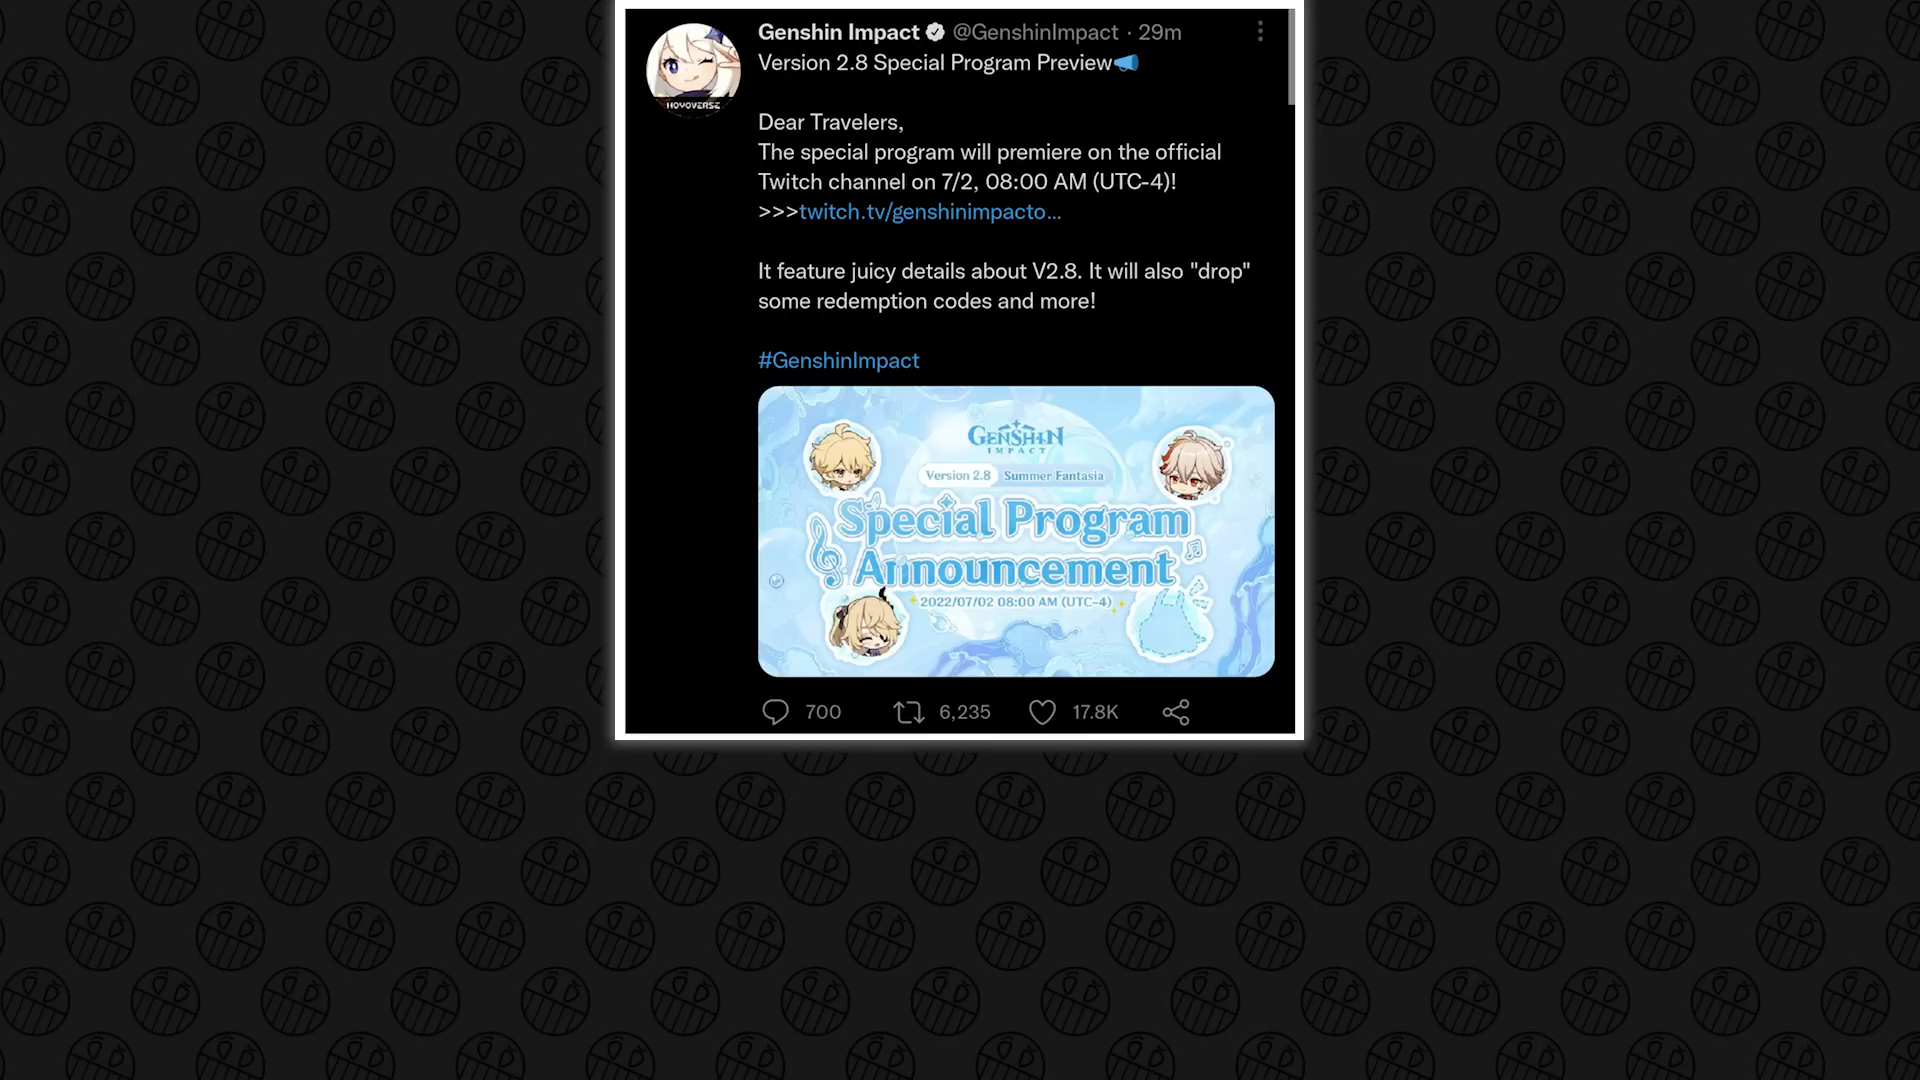 Genshin Impact @GenshinImpact · 29m
Version 2.8 Special Program Preview📣
HOYOVERSE
Dear Travelers,
The special program will premiere on the official
Twitch channel on 7/2, 08:00 AM (UTC-4)!
>>>twitch.tv/genshinimpacto...
It feature juicy details about V2.8. It will also "drop"
some redemption codes and more!
#GenshinImpact
GENSHIN
IMPACT
Version 2.8 Summer Fantasia
Special Program
Announcement
2022/07/02 08:00 AM (UTC-4)
700 6,235 17.8K